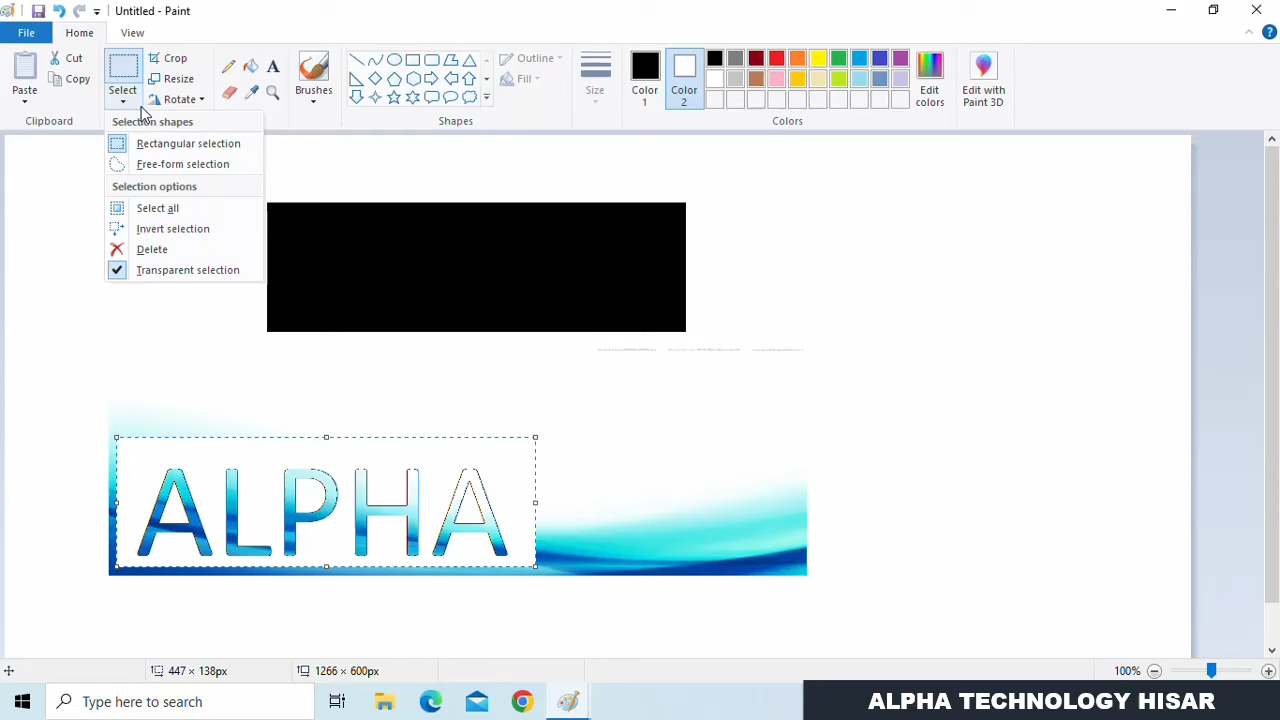 Untitled - Paint
File
Home
View
Paste
Cut
Copy
Clipboard
Select
Crop
Resize
Rotate
Brushes
Shapes
Outline
Fill
Size
Color 1
Color 2
Colors
Edit colors
Edit with Paint 3D
Selection shapes
Rectangular selection
Free-form selection
Selection options
Select all
Invert selection
Delete
Transparent selection
ALPHA
447 × 138px
1266 × 600px
100%
Type here to search
ALPHA TECHNOLOGY HISAR